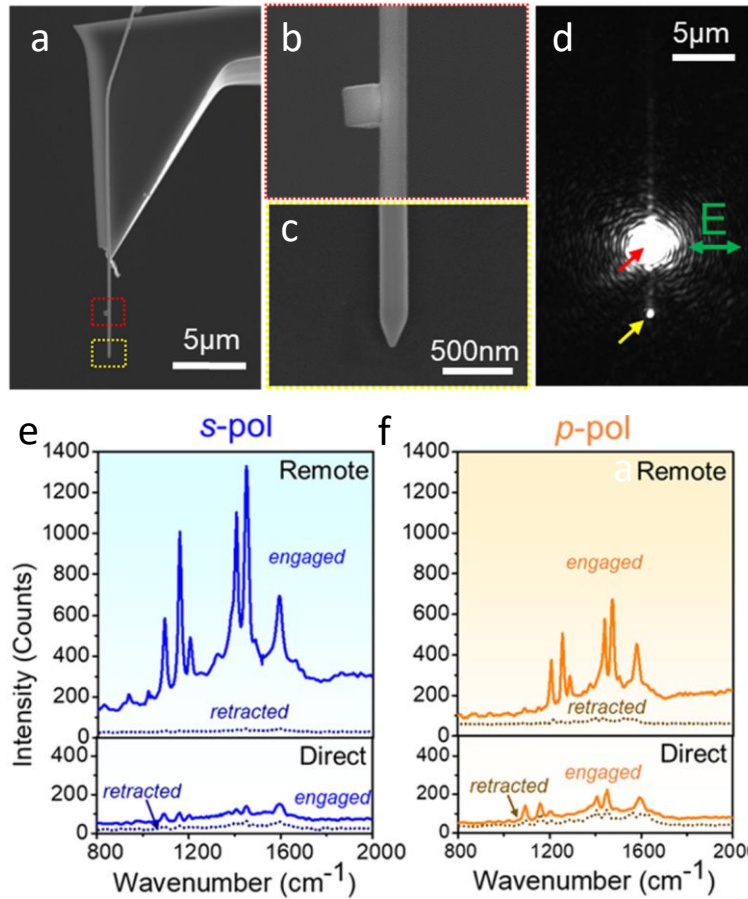 a
5μm
b
c
500nm
d
5μm
E
e
s-pol
1400
1200
1000
800
600
400
200
0
400
200
0
Intensity (Counts)
Remote
engaged
retracted
Direct
retracted
engaged
800
1200
1600
2000
Wavenumber (cm⁻¹)
f
p-pol
1400
1200
1000
800
600
400
200
0
400
200
0
a
Remote
engaged
retracted
Direct
engaged
retracted
800
1200
1600
2000
Wavenumber (cm⁻¹)